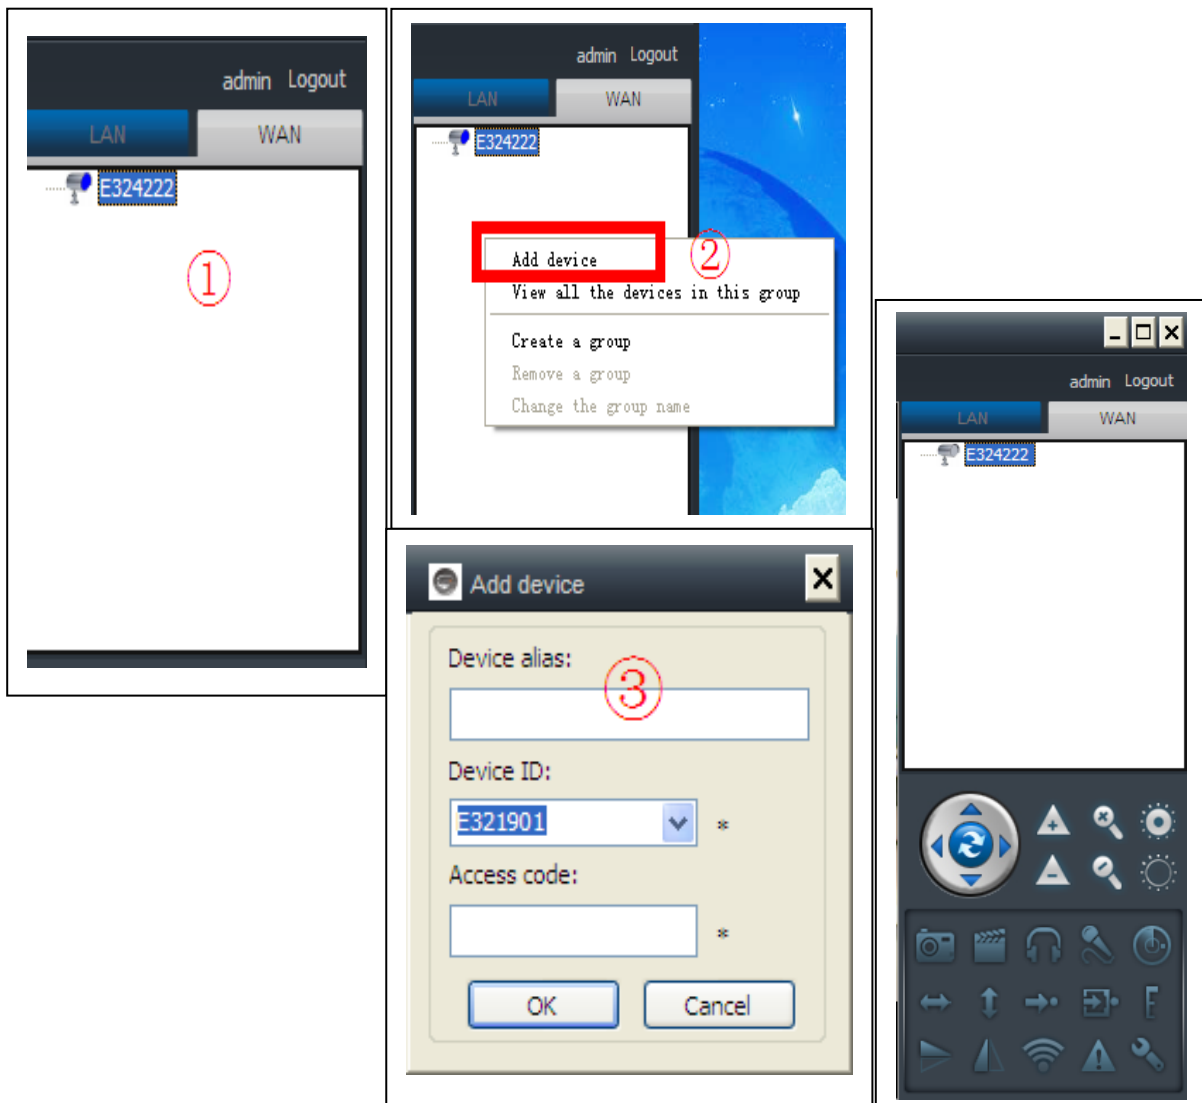 admin Logout
LAN WAN
E324222
①
admin Logout
LAN WAN
E324222
Add device
②
View all the devices in this group
Create a group
Remove a group
Change the group name
Add device
Device alias:
③
Device ID:
E321901 *
Access code:
*
OK Cancel
admin Logout
LAN WAN
E324222